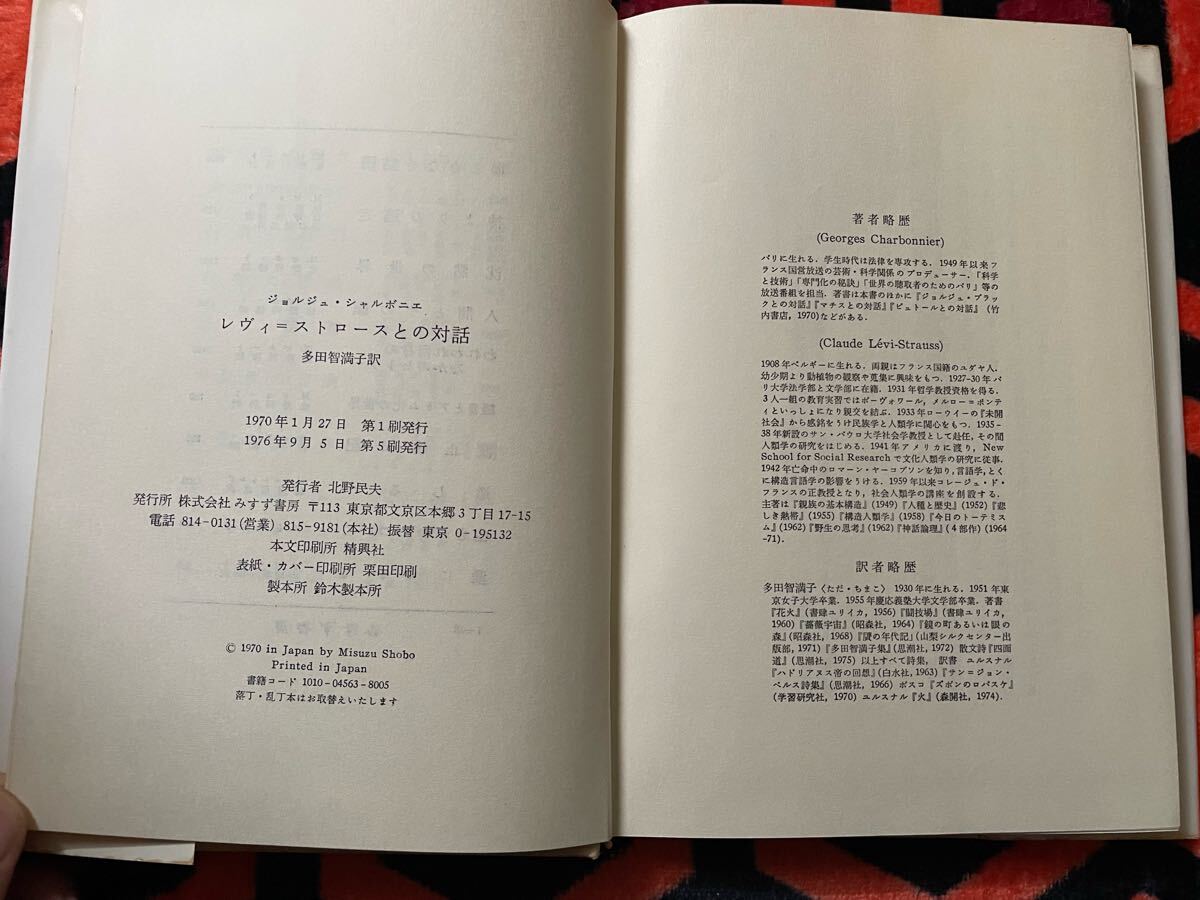 ジョルジュ・シャルボニエ
レヴィ=ストロースとの対話
多田智満子訳
1970年1月27日 第1刷発行
1976年9月5日 第5刷発行
発行者 北野民夫
発行所 株式会社みすず書房 〒113 東京都文京区本郷3丁目17-15
電話 814-0131(営業) 815-9181(本社) 振替 東京 0-195132
本文印刷所 精興社
表紙・カバー印刷所 栗田印刷
製本所 鈴木製本所
© 1970 in Japan by Misuzu Shobo
Printed in Japan
書籍コード 1010-04563-8005
落丁・乱丁本はお取替えいたします
著者略歴
(Georges Charbonnier)
パリに生れる．学生時代は法律を専攻する．1949年以来フ
ランス国営放送の芸術・科学関係のプロデューサー．「科学
と技術」「専門化の秘訣」「世界の聴取者のためのパリ」等の
放送番組を担当．著書は本書のほかに『ジョルジュ・ブラッ
クとの対話』『マチスとの対話』『ビュトールとの対話』(竹
内書店，1970)などがある．
(Claude Lévi-Strauss)
1908年ベルギーに生れる．両親はフランス国籍のユダヤ人．
幼少期より動植物の観察や蒐集に興味をもつ．1927-30年パ
リ大学法学部と文学部に在籍．1931年哲学教授資格を得る．
3人一組の教育実習ではボーヴォワール，メルロー=ポンテ
ィといっしょになり親交を結ぶ．1933年ローウイーの『未開
社会』から感銘をうけ民族学と人類学に関心をもつ．1935-
38年新設のサン・パウロ大学社会学教授として赴任，その間
人類学の研究をはじめる．1941年アメリカに渡り，New
School for Social Researchで文化人類学の研究に従事．
1942年亡命中のロマーン・ヤーコブソンを知り，言語学，とく
に構造言語学の影響をうける．1959年以来コレージュ・ド・
フランスの正教授となり，社会人類学の講座を創設する．
主著は『親族の基本構造』(1949)『人種と歴史』(1952)『悲
しき熱帯』(1955)『構造人類学』(1958)『今日のトーテミス
ム』(1962)『野生の思考』(1962)『神話論理』(4部作)(1964
-71)．
訳者略歴
多田智満子〈ただ・ちまこ〉 1930年に生れる．1951年東
京女子大学卒業．1955年慶応義塾大学文学部卒業．著書
『花火』(書肆ユリイカ，1956)『闘技場』(書肆ユリイカ，
1960)『薔薇宇宙』(昭森社，1964)『鏡の町あるいは眼の
森』(昭森社，1968)『贋の年代記』(山梨シルクセンター出
版部，1971)『多田智満子集』(思潮社，1972) 散文詩『四面
道』(思潮社，1975) 以上すべて詩集，訳書 ユルスナル
『ハドリアヌス帝の回想』(白水社，1963)『サン=ジョン・
ペルス詩集』(思潮社，1966) ボスコ『ズボンのロバスケ』
(学習研究社，1970) ユルスナル『火』(森開社，1974)．